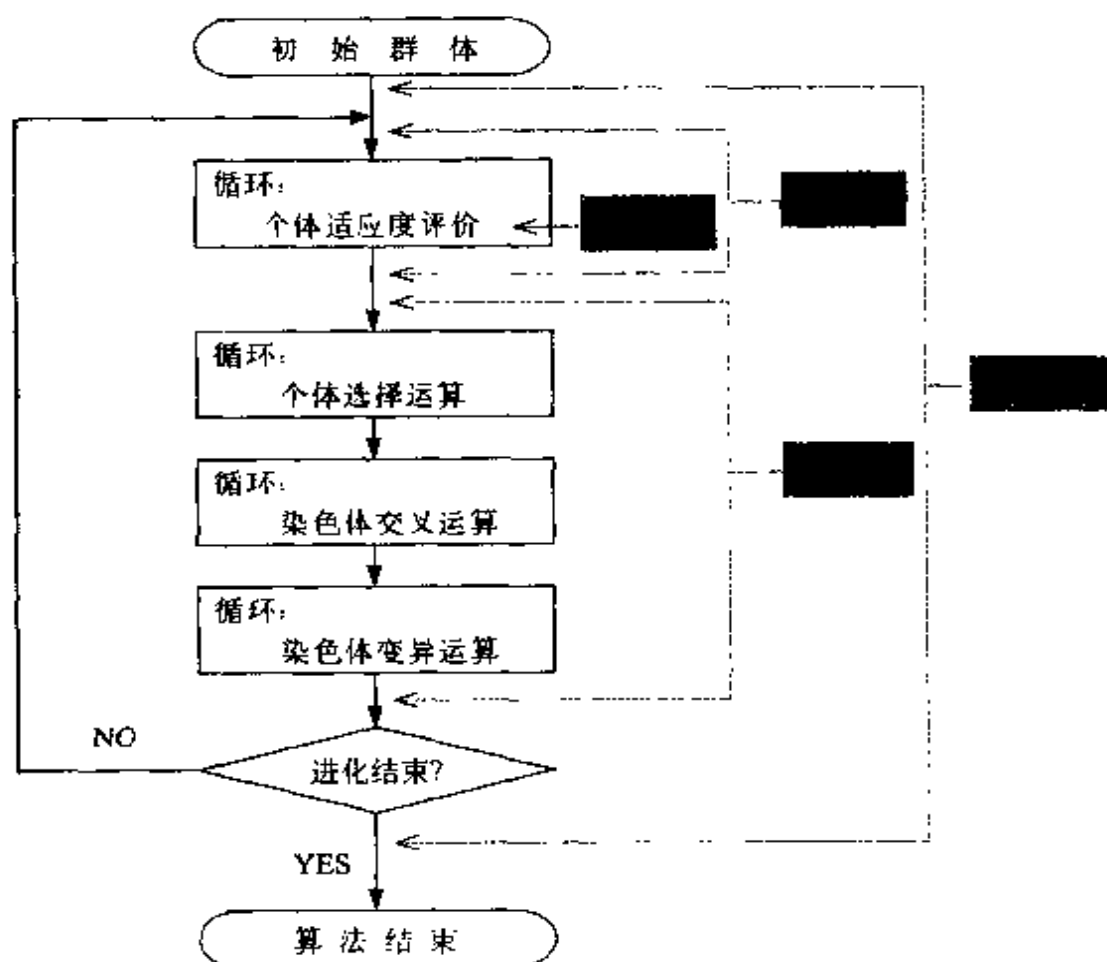 初始群体
循环：
个体适应度评价
循环：
个体选择运算
循环：
染色体交叉运算
循环：
染色体变异运算
NO
进化结束?
YES
算法结束